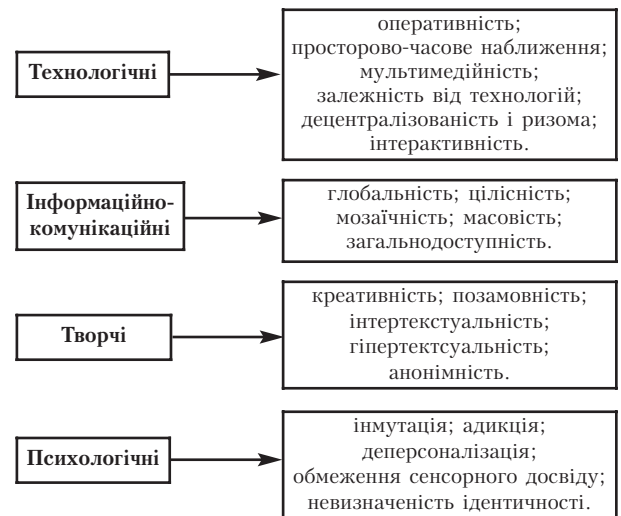 Технологічні
оперативність;
просторово-часове наближення;
мультимедійність;
залежність від технологій;
децентралізованість і ризома;
інтерактивність.
Інформаційно-
комунікаційні
глобальність; цілісність;
мозаїчність; масовість;
загальнодоступність.
Творчі
креативність; позамовність;
інтертекстуальність;
гіпертектсуальність;
анонімність.
Психологічні
інмутація; адикція;
деперсоналізація;
обмеження сенсорного досвіду;
невизначеність ідентичності.